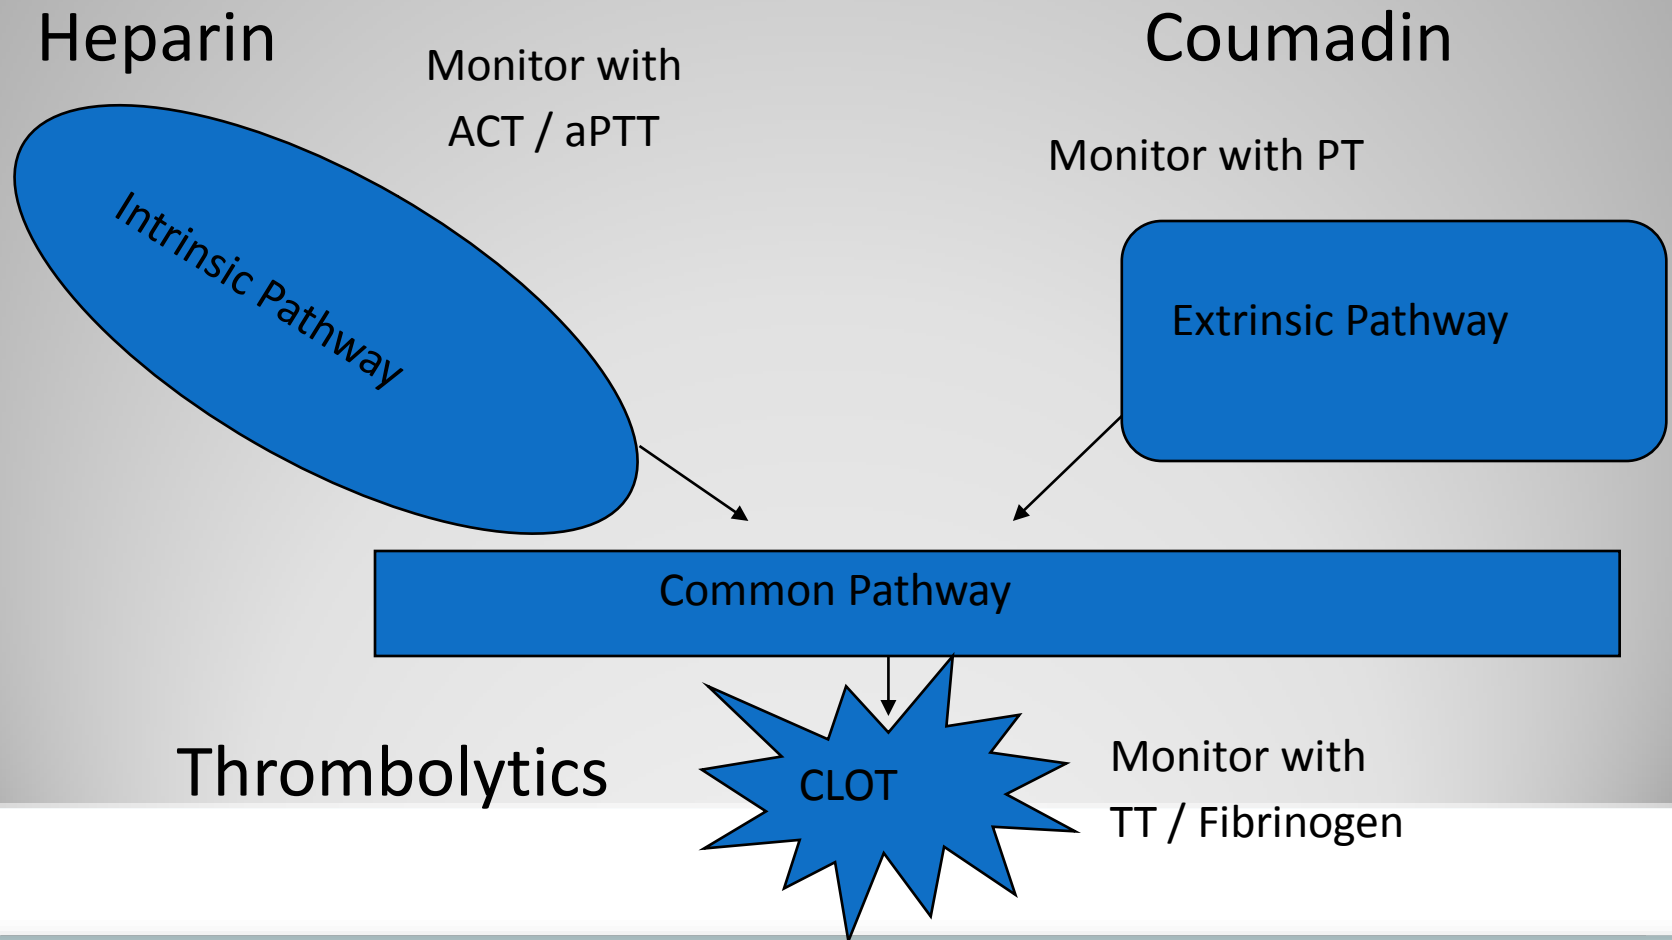 Heparin
Monitor with
ACT / aPTT
Coumadin
Monitor with PT
Intrinsic Pathway
Extrinsic Pathway
Common Pathway
Thrombolytics
CLOT
Monitor with
TT / Fibrinogen